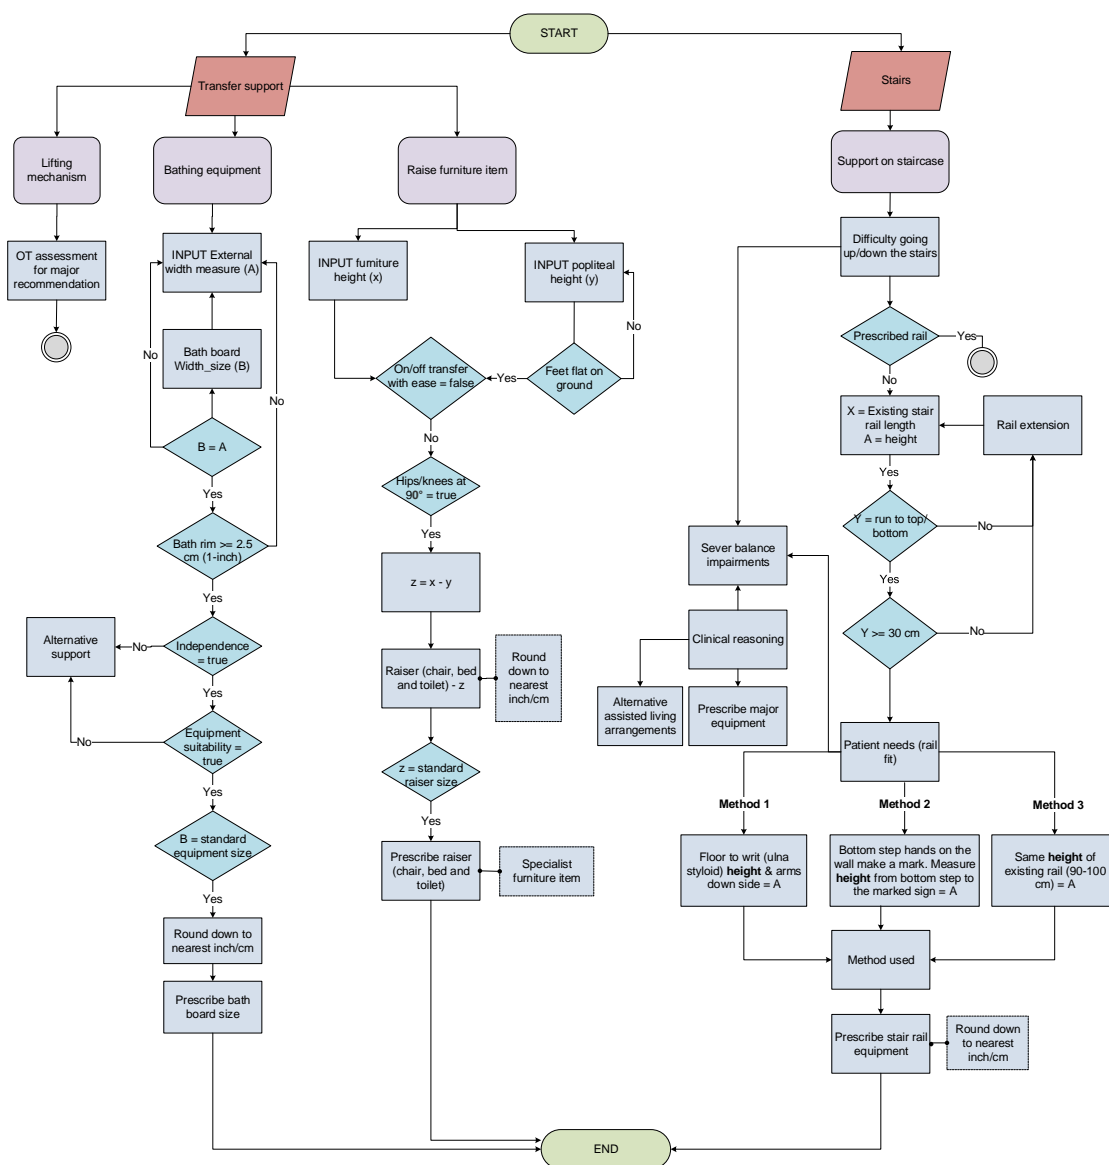 START
Transfer support
Stairs
Lifting
mechanism
Bathing equipment
Raise furniture item
Support on staircase
OT assessment
for major
recommendation
INPUT External
width measure (A)
INPUT furniture
height (x)
INPUT popliteal
height (y)
Difficulty going
up/down the stairs
No
Bath board
Width_size (B)
No
No
On/off transfer
with ease = false
Yes
Feet flat on
ground
Prescribed rail
Yes
No
B = A
No
X = Existing stair
rail length
A = height
Rail extension
Yes
Hips/knees at
90° = true
Yes
Bath rim >= 2.5
cm (1-inch)
Yes
Y = run to top/
bottom
No
Yes
z = x - y
Sever balance
impairments
Yes
Alternative
support
No
Independence
= true
Raiser (chair, bed
and toilet) - z
Round
down to
nearest
inch/cm
Clinical reasoning
Y >= 30 cm
No
Yes
Alternative
assisted living
arrangements
Prescribe major
equipment
No
Equipment
suitability =
true
Patient needs (rail
fit)
Yes
z = standard
raiser size
Method 1
Method 2
Method 3
B = standard
equipment size
Yes
Prescribe raiser
(chair, bed and
toilet)
Specialist
furniture item
Floor to writ (ulna
styloid) height & arms
down side = A
Bottom step hands on the
wall make a mark. Measure
height from bottom step to
the marked sign = A
Same height of
existing rail (90-100
cm) = A
Yes
Round down to
nearest inch/cm
Method used
Prescribe bath
board size
Prescribe stair rail
equipment
Round down
to nearest
inch/cm
END